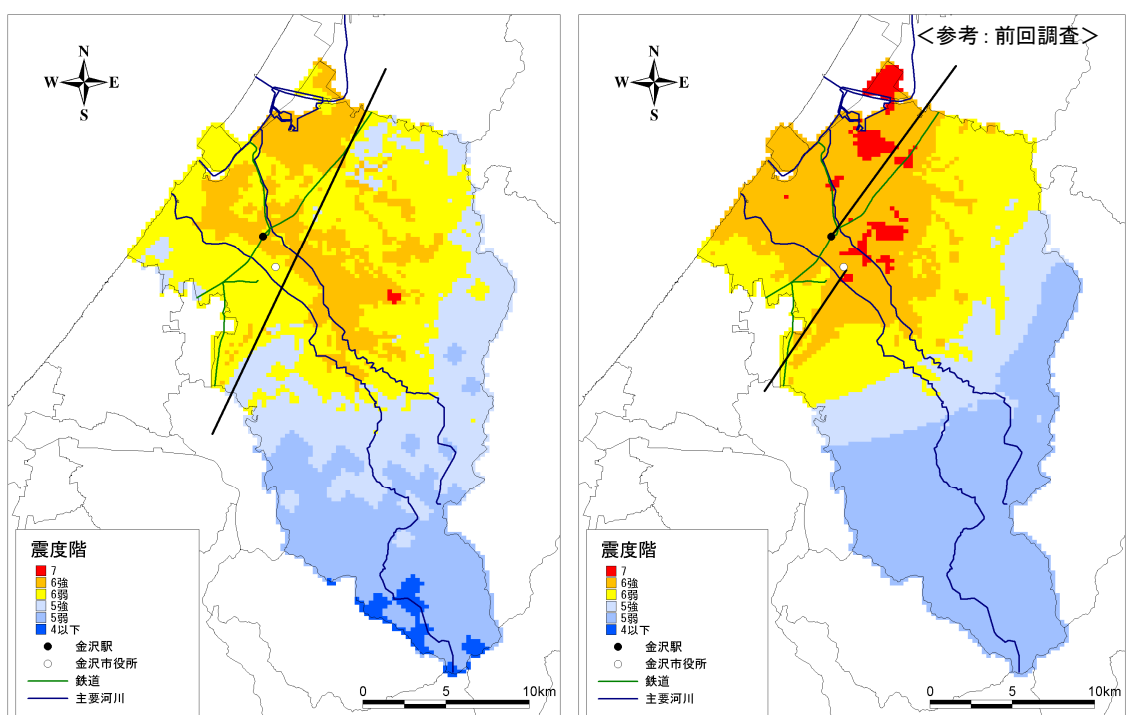 N
W E
S
震度階
7
6強
6弱
5強
5弱
4以下
金沢駅
金沢市役所
鉄道
主要河川
0 5 10km
＜参考：前回調査＞
N
W E
S
震度階
7
6強
6弱
5強
5弱
4以下
金沢駅
金沢市役所
鉄道
主要河川
0 5 10km